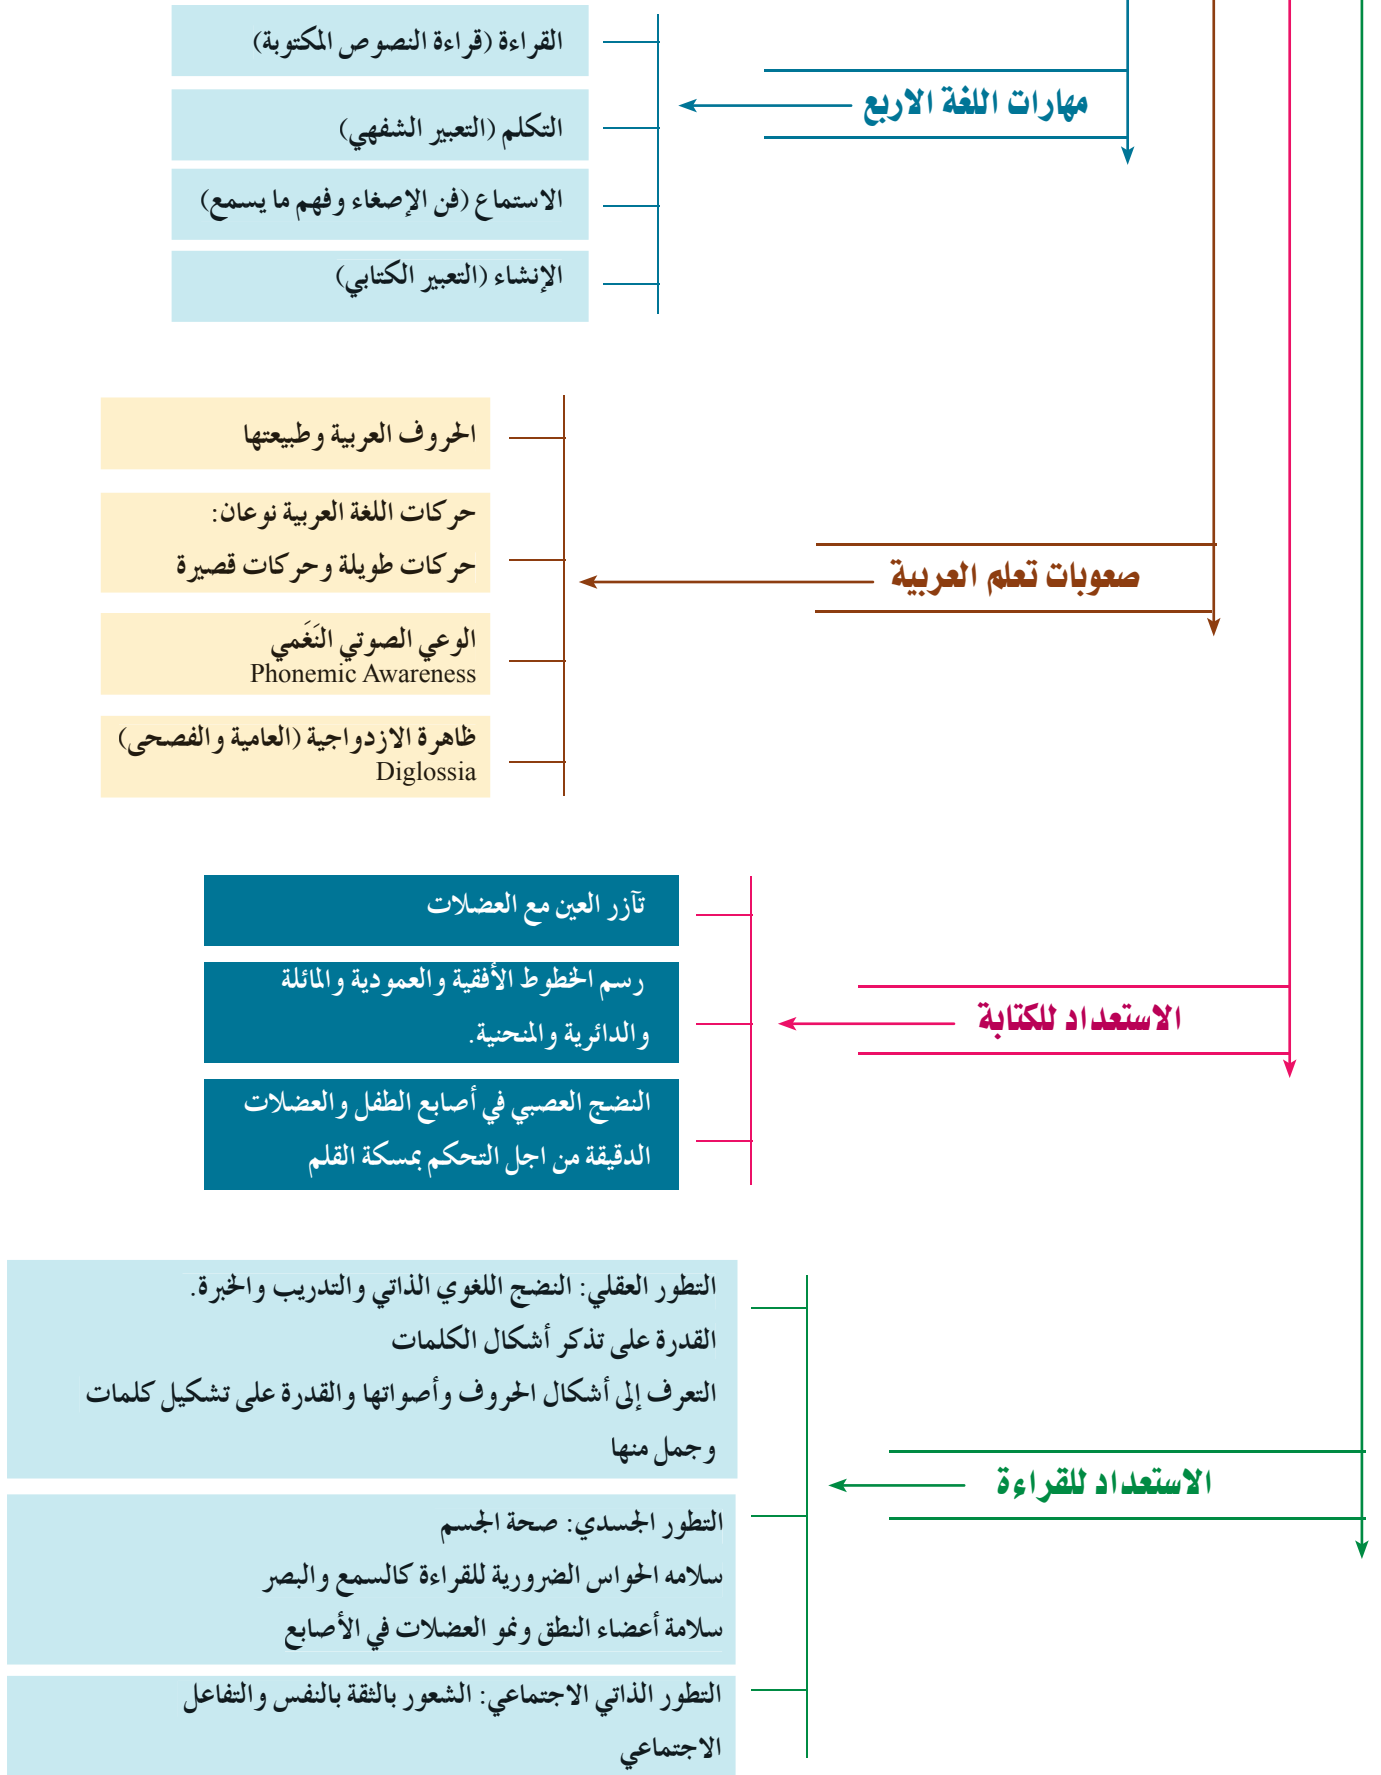 مهارات اللغة الاربع
القراءة (قراءة النصوص المكتوبة)
التكلم (التعبير الشفهي)
الاستماع (فن الإصغاء وفهم ما يسمع)
الإنشاء (التعبير الكتابي)
صعوبات تعلم العربية
الحروف العربية وطبيعتها
حركات اللغة العربية نوعان:
حركات طويلة وحركات قصيرة
الوعي الصوتي النَغَمي
Phonemic Awareness
ظاهرة الازدواجية (العامية والفصحى)
Diglossia
الاستعداد للكتابة
تآزر العين مع العضلات
رسم الخطوط الأفقية والعمودية والمائلة
والدائرية والمنحنية.
النضج العصبي في أصابع الطفل والعضلات
الدقيقة من اجل التحكم بمسكة القلم
الاستعداد للقراءة
التطور العقلي: النضج اللغوي الذاتي والتدريب والخبرة.
القدرة على تذكر أشكال الكلمات
التعرف إلى أشكال الحروف وأصواتها والقدرة على تشكيل كلمات
وجمل منها
التطور الجسدي: صحة الجسم
سلامه الحواس الضرورية للقراءة كالسمع والبصر
سلامة أعضاء النطق ونمو العضلات في الأصابع
التطور الذاتي الاجتماعي: الشعور بالثقة بالنفس والتفاعل
الاجتماعي